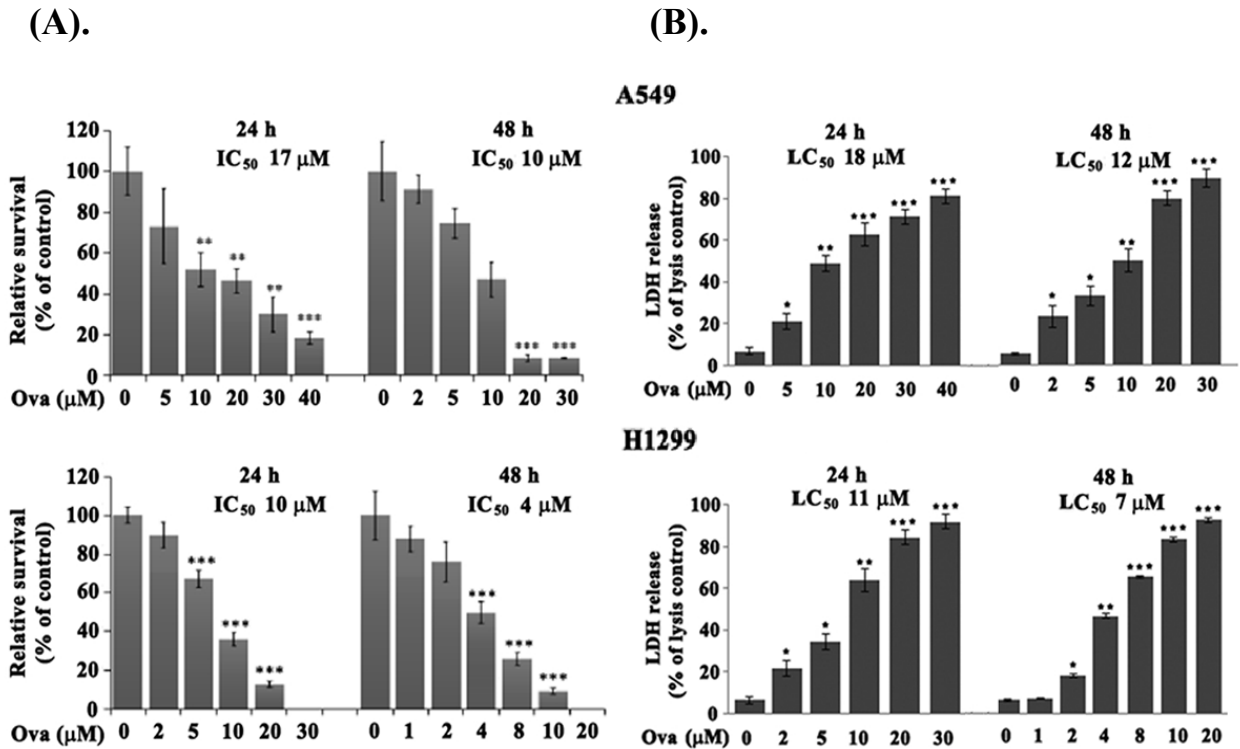 (A). (B).
A549
24 h
IC50 17 μM
48 h
IC50 10 μM
Relative survival
(% of control)
120
100
80
60
40
20
0
** ** ** *** *** ***
Ova (μM) 0 5 10 20 30 40 0 2 5 10 20 30
24 h
LC50 18 μM
48 h
LC50 12 μM
LDH release
(% of lysis control)
100
80
60
40
20
0
* ** *** *** *** * * ** *** ***
Ova (μM) 0 5 10 20 30 40 0 2 5 10 20 30
H1299
24 h
IC50 10 μM
48 h
IC50 4 μM
Relative survival
(% of control)
120
100
80
60
40
20
0
*** *** *** *** *** ***
Ova (μM) 0 2 5 10 20 30 0 1 2 4 8 10 20
24 h
LC50 11 μM
48 h
LC50 7 μM
LDH release
(% of lysis control)
100
80
60
40
20
0
* * ** *** *** * ** *** *** ***
Ova (μM) 0 2 5 10 20 30 0 1 2 4 8 10 20